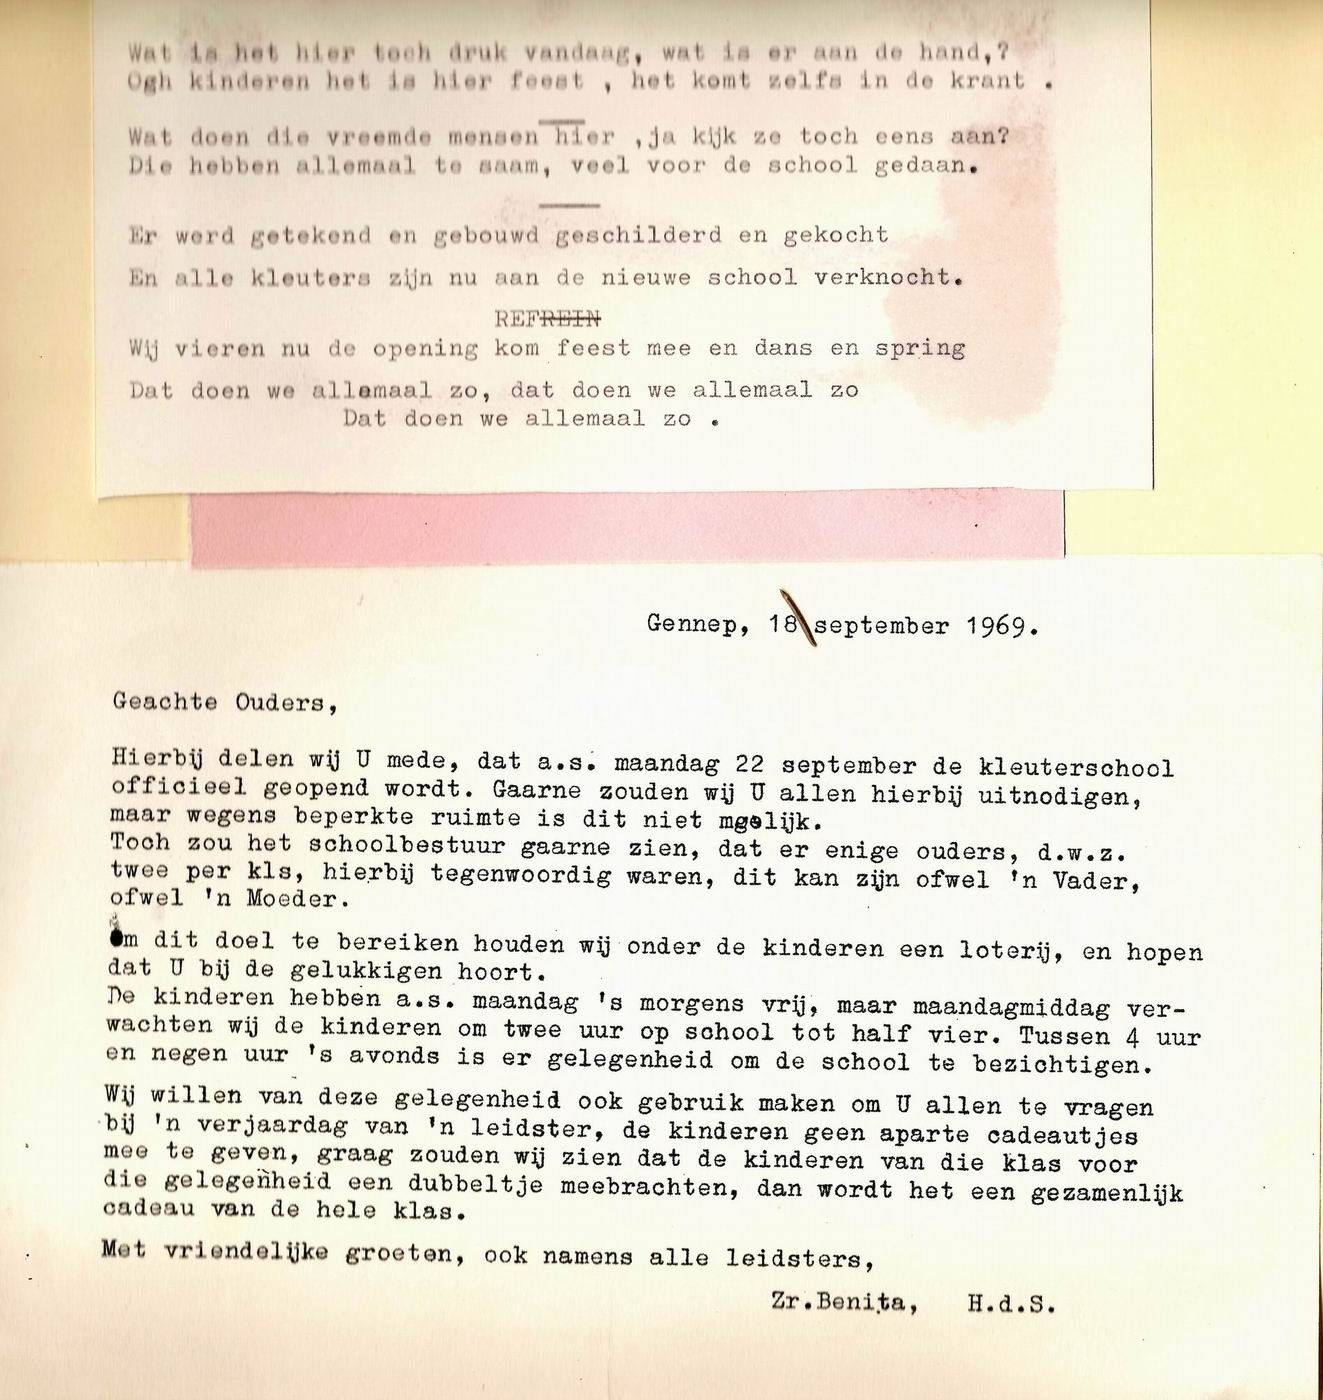 Wat is het hier toch druk vandaag, wat is er aan de hand,?
Ogh kinderen het is hier feest , het komt zelfs in de krant .
Wat doen die vreemde mensen hier ,ja kijk ze toch eens aan?
Die hebben allemaal te saam, veel voor de school gedaan.
Er werd getekend en gebouwd geschilderd en gekocht
En alle kleuters zijn nu aan de nieuwe school verknocht.
REFREIN
Wij vieren nu de opening kom feest mee en dans en spring
Dat doen we allemaal zo, dat doen we allemaal zo
Dat doen we allemaal zo .
Gennep, 18 september 1969.
Geachte Ouders,
Hierbij delen wij U mede, dat a.s. maandag 22 september de kleuterschool
officieel geopend wordt. Gaarne zouden wij U allen hierbij uitnodigen,
maar wegens beperkte ruimte is dit niet mgelijk.
Toch zou het schoolbestuur gaarne zien, dat er enige ouders, d.w.z.
twee per kls, hierbij tegenwoordig waren, dit kan zijn ofwel 'n Vader,
ofwel 'n Moeder.
Om dit doel te bereiken houden wij onder de kinderen een loterij, en hopen
dat U bij de gelukkigen hoort.
De kinderen hebben a.s. maandag 's morgens vrij, maar maandagmiddag ver-
wachten wij de kinderen om twee uur op school tot half vier. Tussen 4 uur
en negen uur 's avonds is er gelegenheid om de school te bezichtigen.
Wij willen van deze gelegenheid ook gebruik maken om U allen te vragen
bij 'n verjaardag van 'n leidster, de kinderen geen aparte cadeautjes
mee te geven, graag zouden wij zien dat de kinderen van die klas voor
die gelegenheid een dubbeltje meebrachten, dan wordt het een gezamenlijk
cadeau van de hele klas.
Met vriendelijke groeten, ook namens alle leidsters,
Zr.Benita, H.d.S.